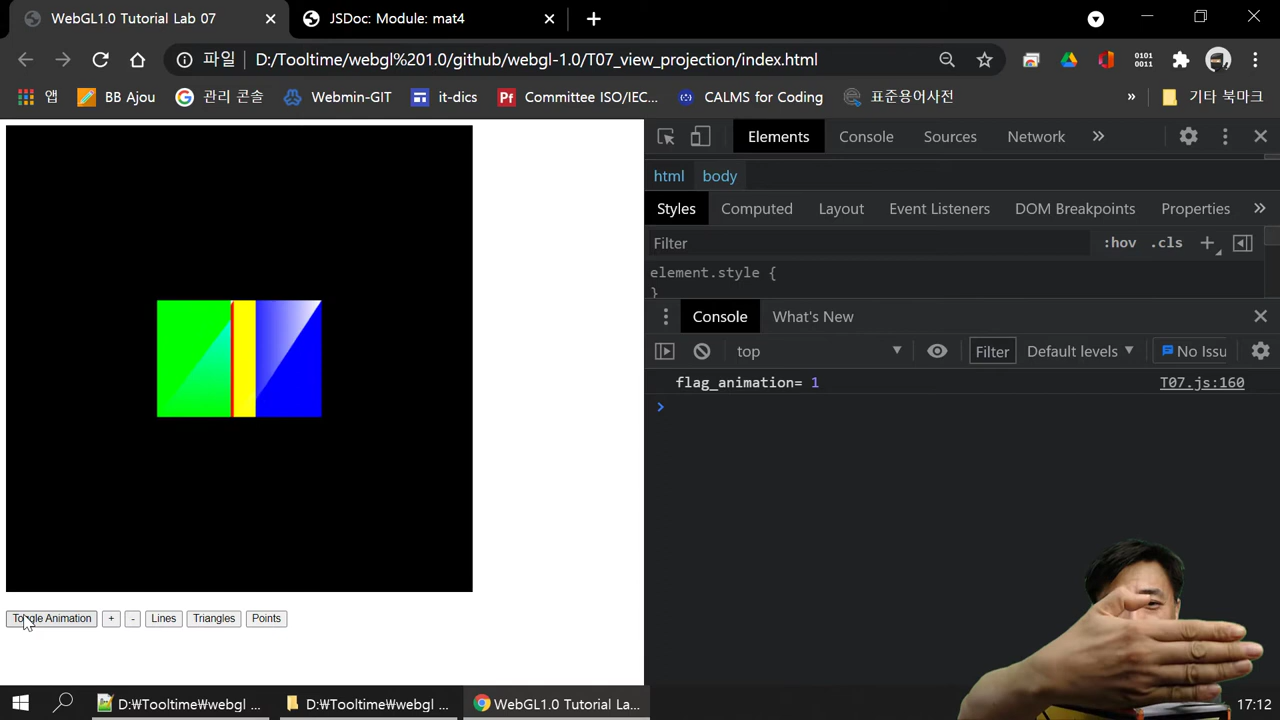 WebGL1.0 Tutorial Lab 07
JSDoc: Module: mat4
파일 D:/Tooltime/webgl%201.0/github/webgl-1.0/T07_view_projection/index.html
앱 BB Ajou 관리 콘솔 Webmin-GIT it-dics Committee ISO/IEC... CALMS for Coding 표준용어사전 » 기타 북마크
Elements Console Sources Network »
html body
Styles Computed Layout Event Listeners DOM Breakpoints Properties »
Filter :hov .cls +
element.style {
}
Console What's New
top Filter Default levels No Issu
flag_animation= 1 T07.js:160
>
Toggle Animation + - Lines Triangles Points
D:₩Tooltime₩webgl ... D:₩Tooltime₩webgl ... WebGL1.0 Tutorial La... 17:12